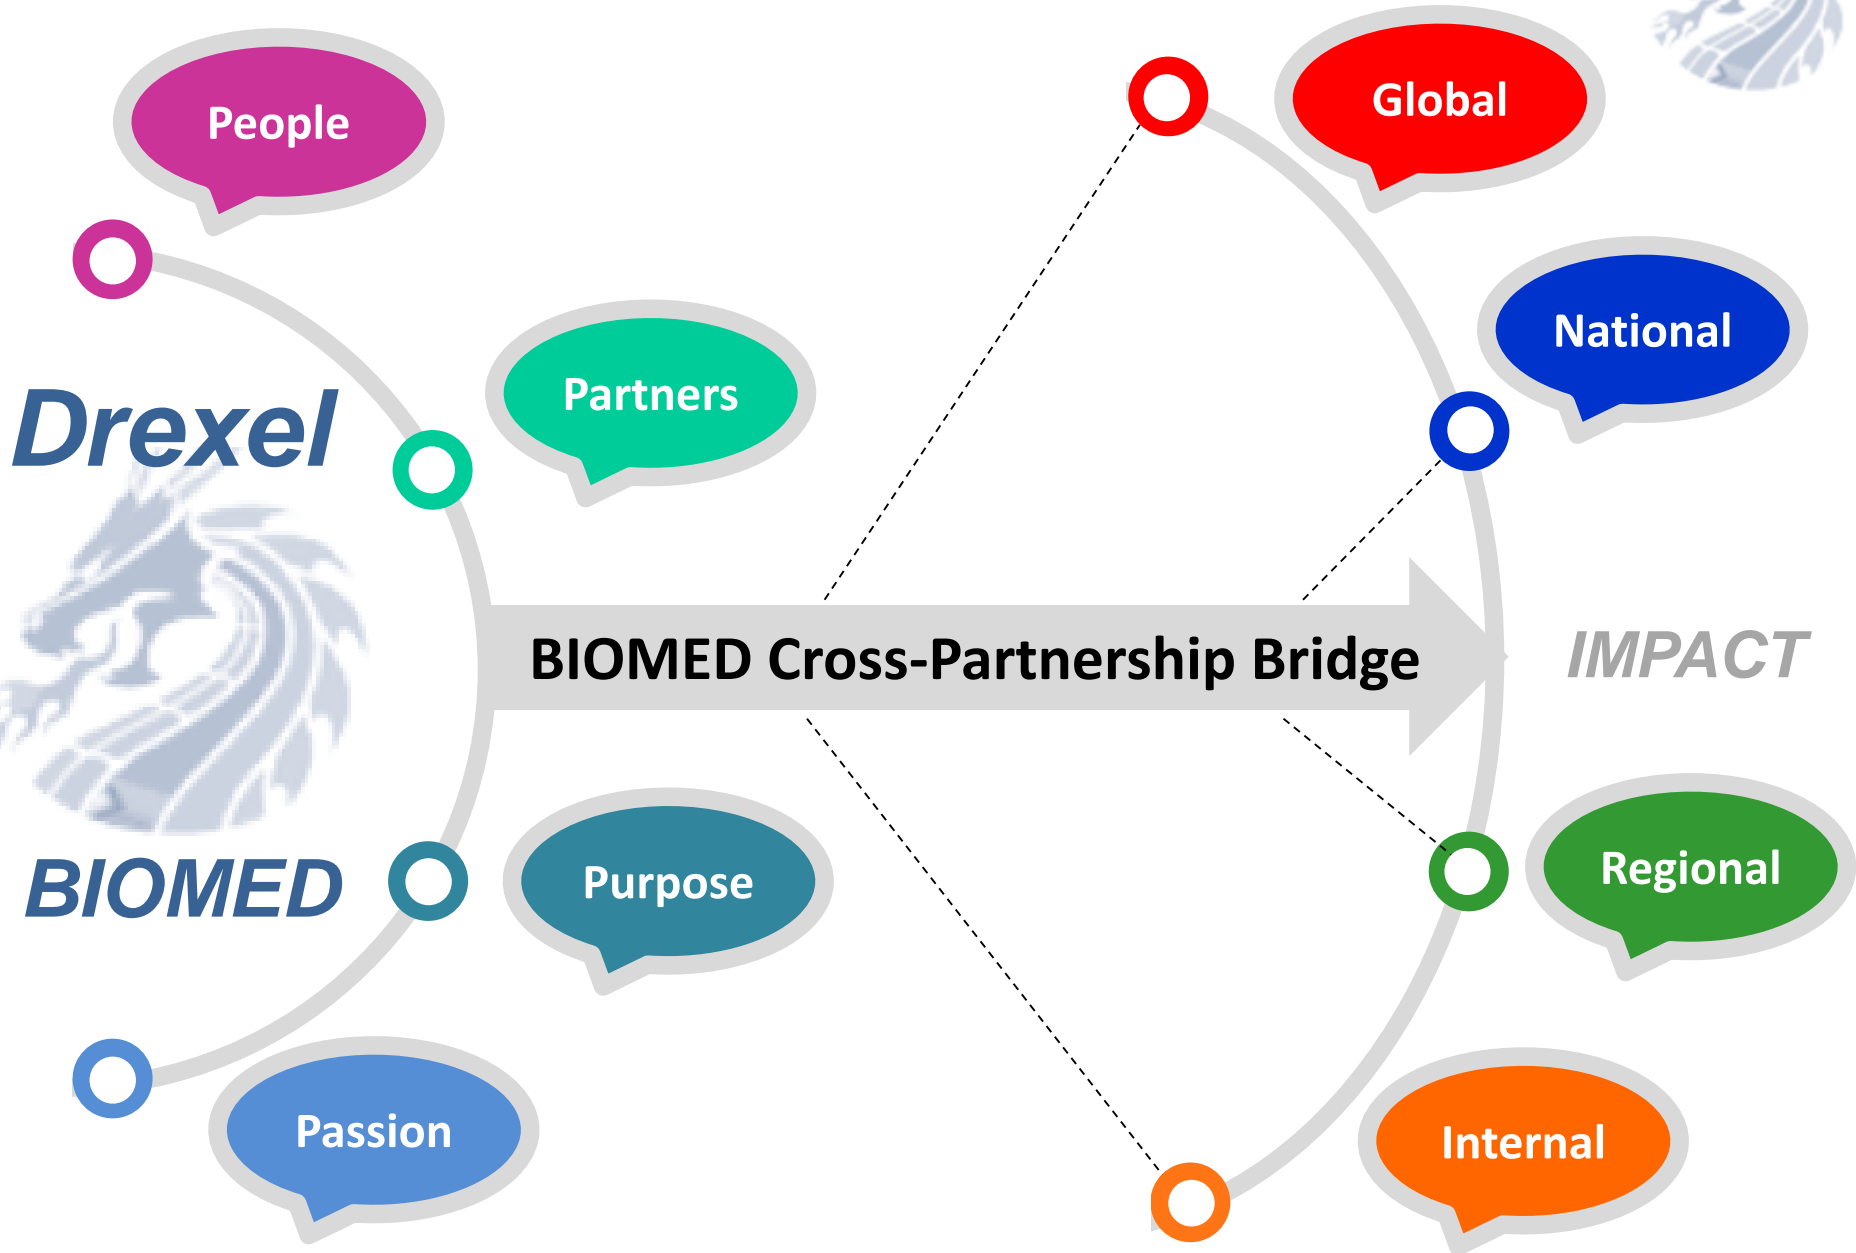 People
Partners
Drexel
BIOMED
Purpose
Passion
BIOMED Cross-Partnership Bridge
Global
National
IMPACT
Regional
Internal